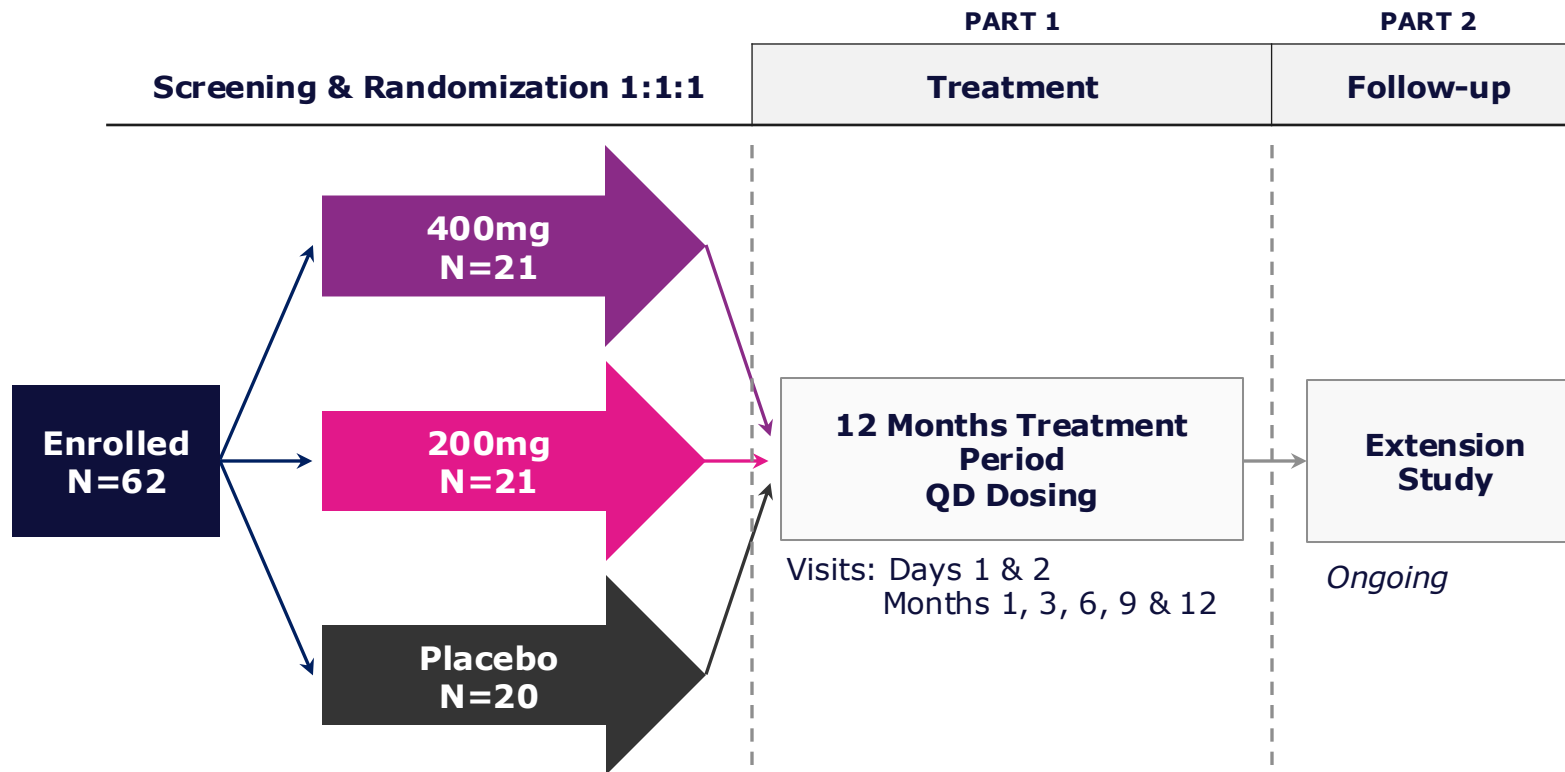 PART 1
PART 2
Screening & Randomization 1:1:1
Treatment
Follow-up
400mg
N=21
Enrolled
N=62
200mg
N=21
Placebo
N=20
12 Months Treatment
Period
QD Dosing
Visits: Days 1 & 2
Months 1, 3, 6, 9 & 12
Extension
Study
Ongoing